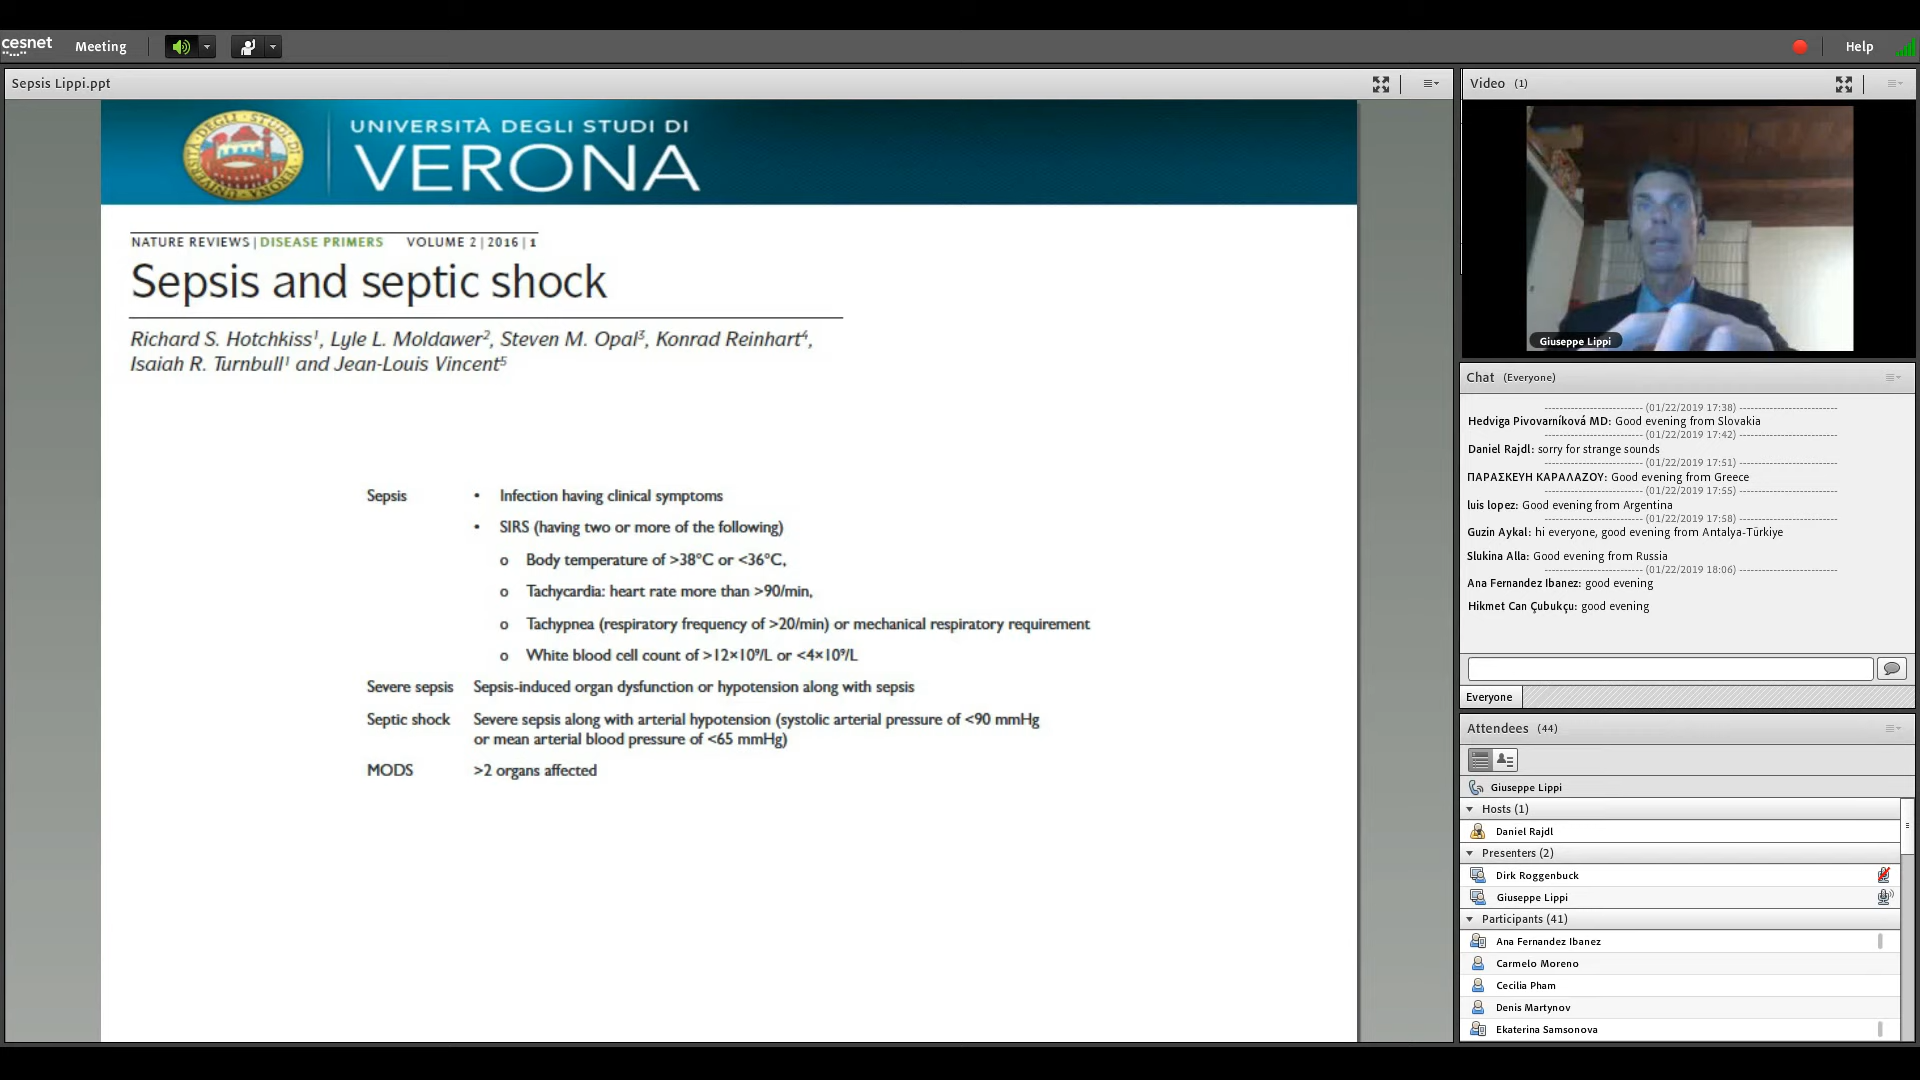 cesnet
Meeting
Help
Sepsis Lippi.ppt
UNIVERSITÀ DEGLI STUDI DI
VERONA
NATURE REVIEWS | DISEASE PRIMERS VOLUME 2 | 2016 | 1
Sepsis and septic shock
Richard S. Hotchkiss¹, Lyle L. Moldawer², Steven M. Opal³, Konrad Reinhart⁴,
Isaiah R. Turnbull¹ and Jean-Louis Vincent⁵
Sepsis • Infection having clinical symptoms
• SIRS (having two or more of the following)
o Body temperature of >38°C or <36°C,
o Tachycardia: heart rate more than >90/min,
o Tachypnea (respiratory frequency of >20/min) or mechanical respiratory requirement
o White blood cell count of >12×10⁹/L or <4×10⁹/L
Severe sepsis Sepsis-induced organ dysfunction or hypotension along with sepsis
Septic shock Severe sepsis along with arterial hypotension (systolic arterial pressure of <90 mmHg
or mean arterial blood pressure of <65 mmHg)
MODS >2 organs affected
Video (1)
Giuseppe Lippi
Chat (Everyone)
------------------------- (01/22/2019 17:38) -------------------------
Hedviga Pivovarníková MD: Good evening from Slovakia
------------------------- (01/22/2019 17:42) -------------------------
Daniel Rajdl: sorry for strange sounds
------------------------- (01/22/2019 17:51) -------------------------
ΠΑΡΑΣΚΕΥΗ ΚΑΡΑΛΑΖΟΥ: Good evening from Greece
------------------------- (01/22/2019 17:55) -------------------------
luis lopez: Good evening from Argentina
------------------------- (01/22/2019 17:58) -------------------------
Guzin Aykal: hi everyone, good evening from Antalya-Türkiye
Slukina Alla: Good evening from Russia
------------------------- (01/22/2019 18:06) -------------------------
Ana Fernandez Ibanez: good evening
Hikmet Can Çubukçu: good evening
Everyone
Attendees (44)
Giuseppe Lippi
Hosts (1)
Daniel Rajdl
Presenters (2)
Dirk Roggenbuck
Giuseppe Lippi
Participants (41)
Ana Fernandez Ibanez
Carmelo Moreno
Cecilia Pham
Denis Martynov
Ekaterina Samsonova